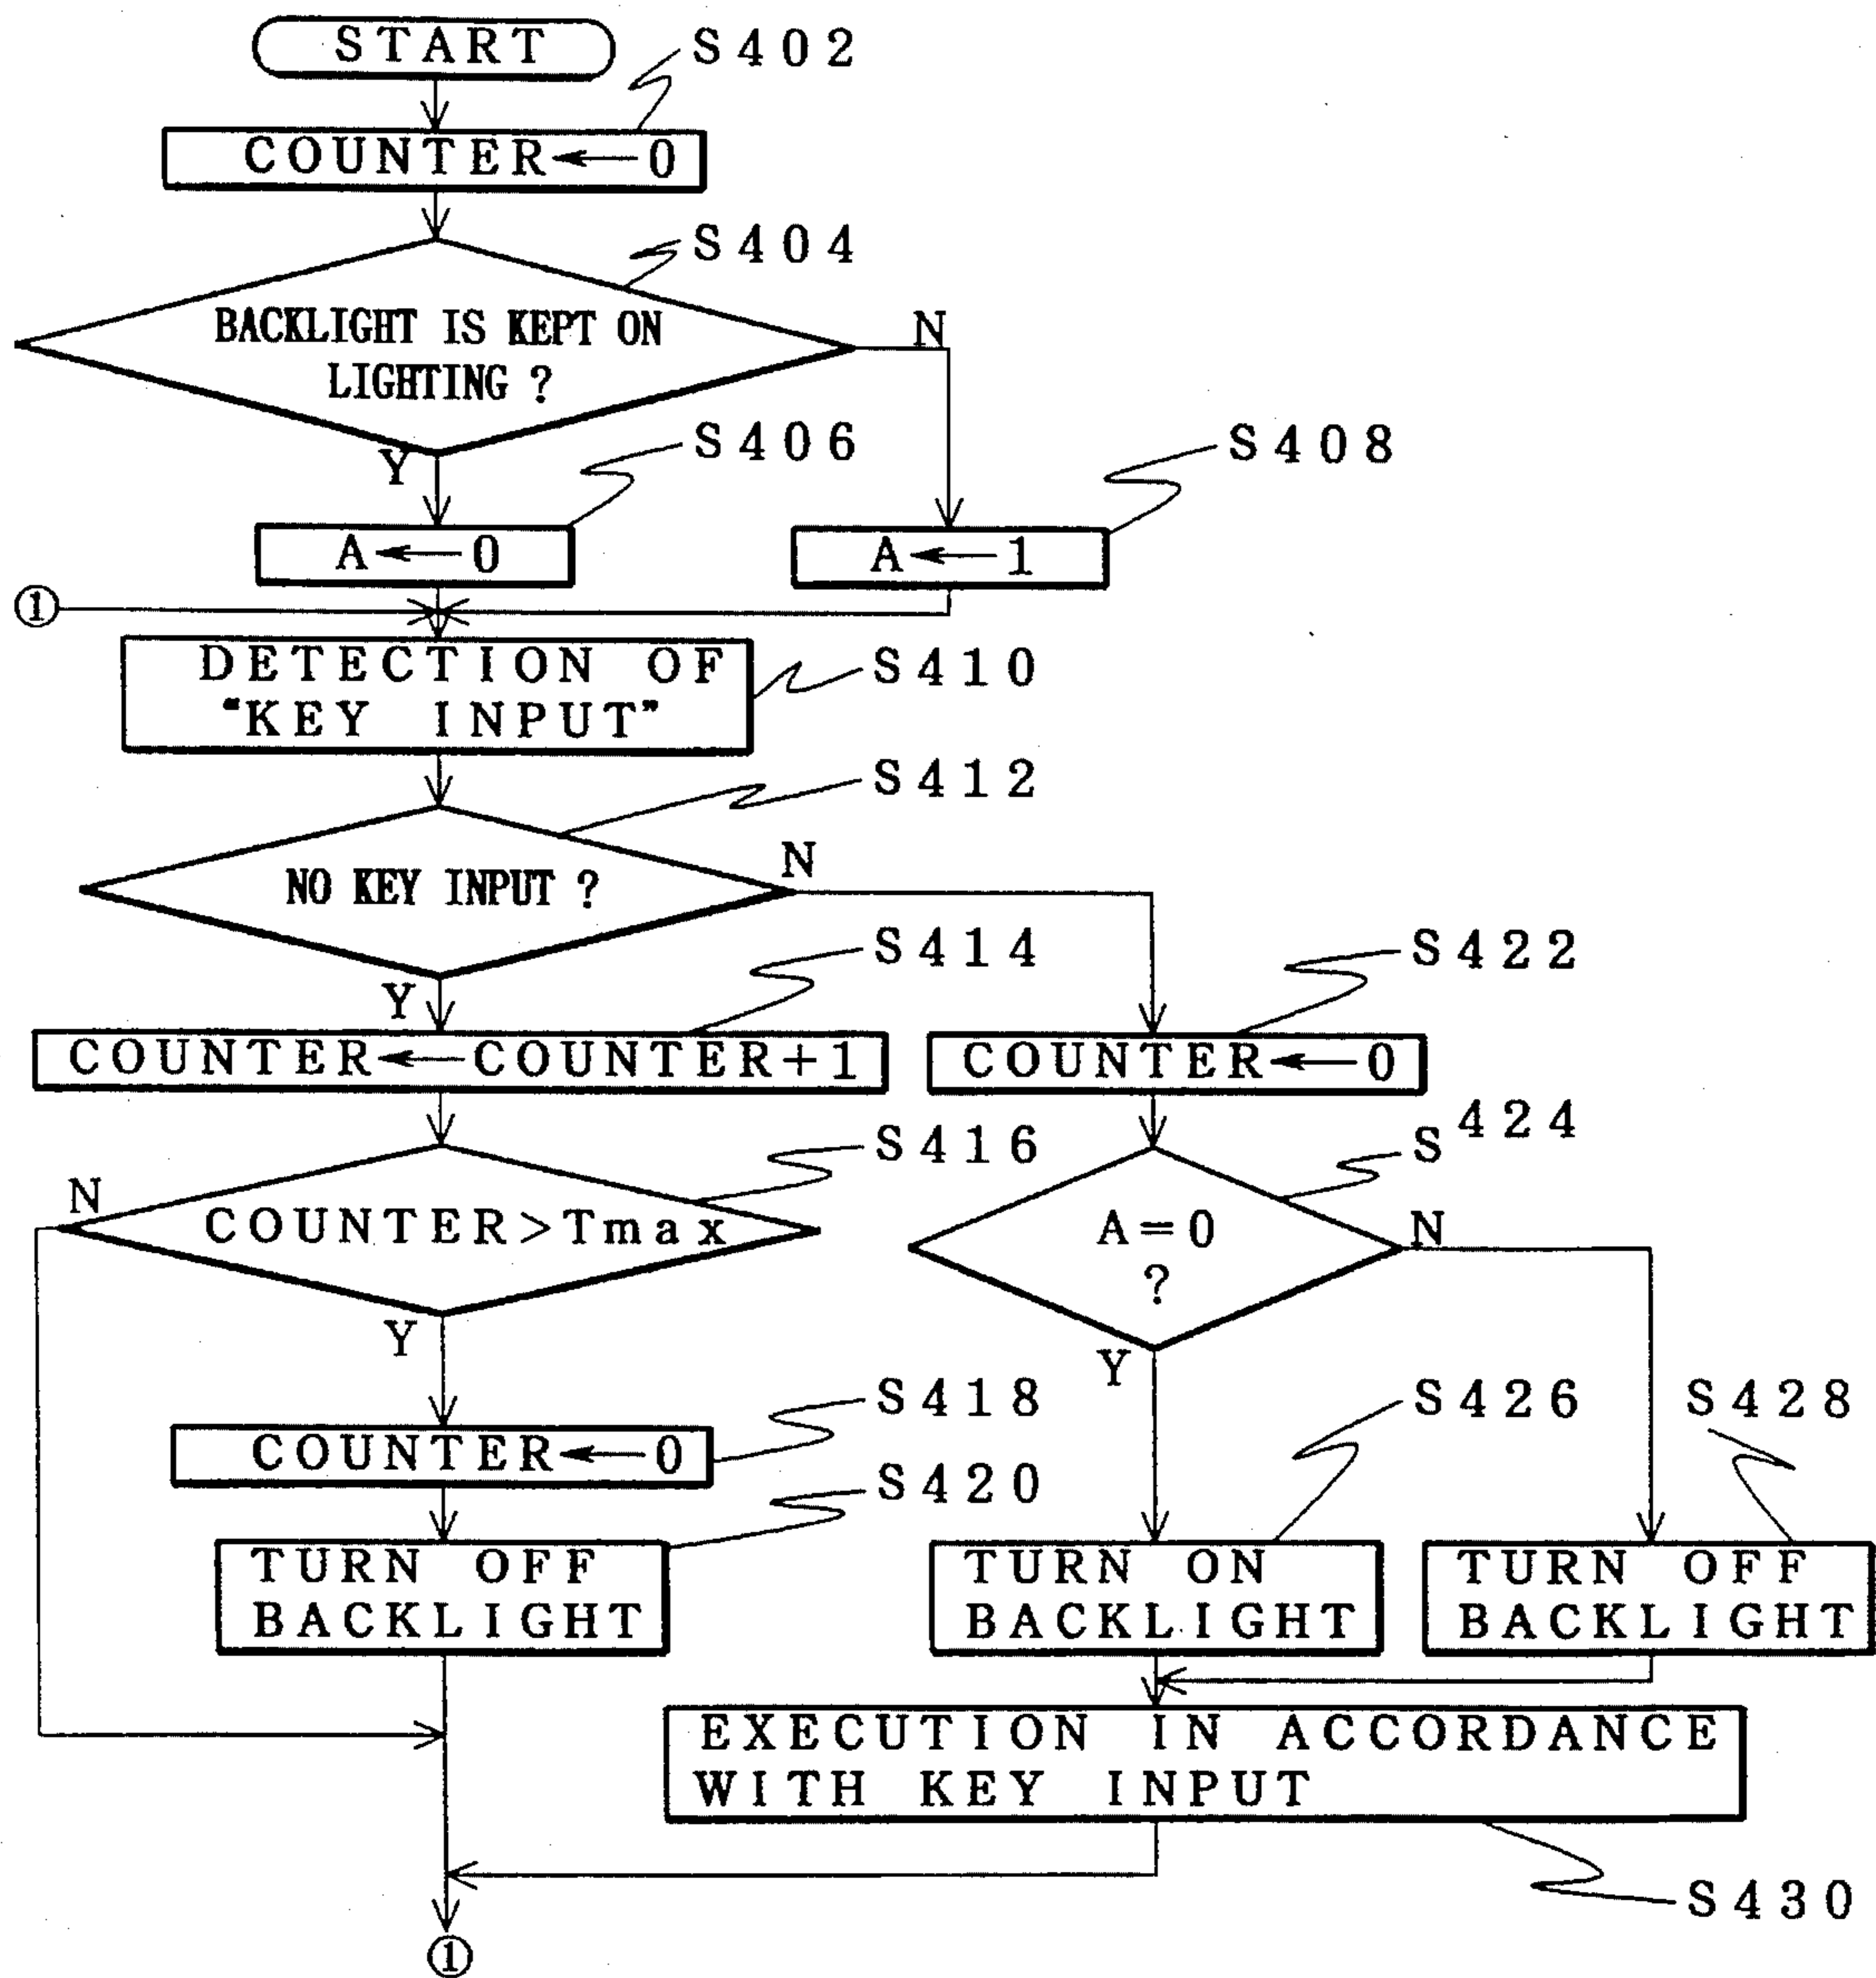 START
S402
COUNTER←0
S404
BACKLIGHT IS KEPT ON
LIGHTING ?
N
Y
S406
S408
A←0
A←1
①
DETECTION OF
"KEY INPUT"
S410
S412
NO KEY INPUT ?
N
Y
S414
S422
COUNTER←COUNTER+1
COUNTER←0
S416
S424
N
COUNTER>Tmax
Y
A=0
?
N
Y
S418
S426
S428
COUNTER←0
S420
TURN OFF
BACKLIGHT
TURN ON
BACKLIGHT
TURN OFF
BACKLIGHT
EXECUTION IN ACCORDANCE
WITH KEY INPUT
S430
①